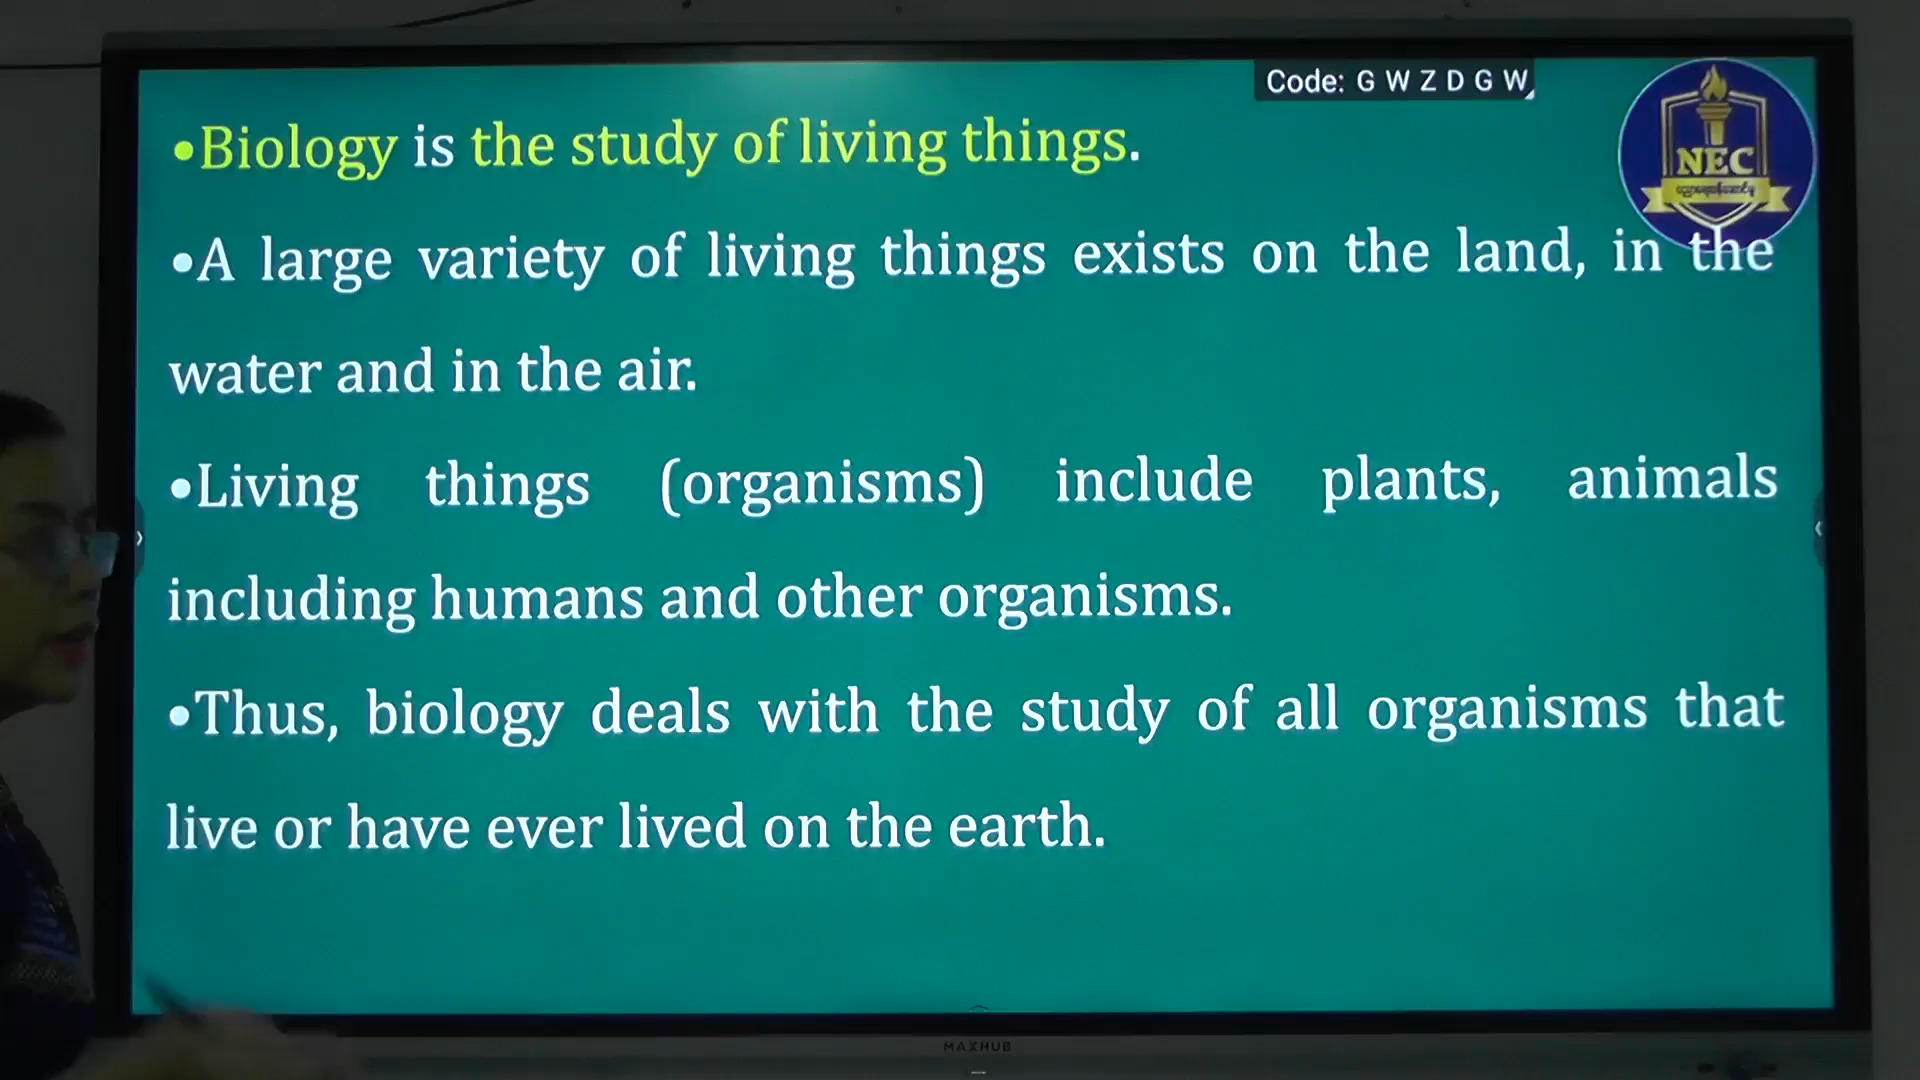 Code: G W Z D G W
NEC
•Biology is the study of living things.
•A large variety of living things exists on the land, in the
water and in the air.
•Living things (organisms) include plants, animals
including humans and other organisms.
•Thus, biology deals with the study of all organisms that
live or have ever lived on the earth.
MAXHUB